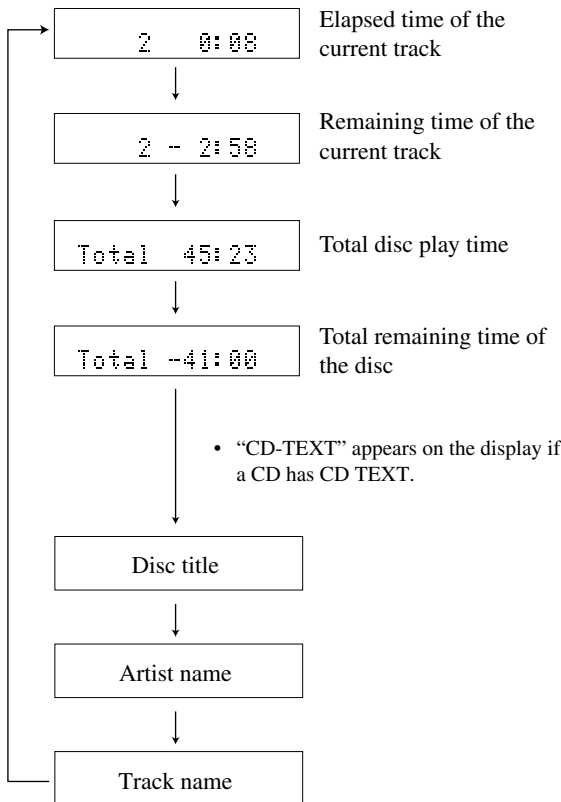 2 0:08
Elapsed time of the
current track
2 - 2:58
Remaining time of the
current track
Total 45:23
Total disc play time
Total -41:00
Total remaining time of
the disc
• “CD-TEXT” appears on the display if
a CD has CD TEXT.
Disc title
Artist name
Track name